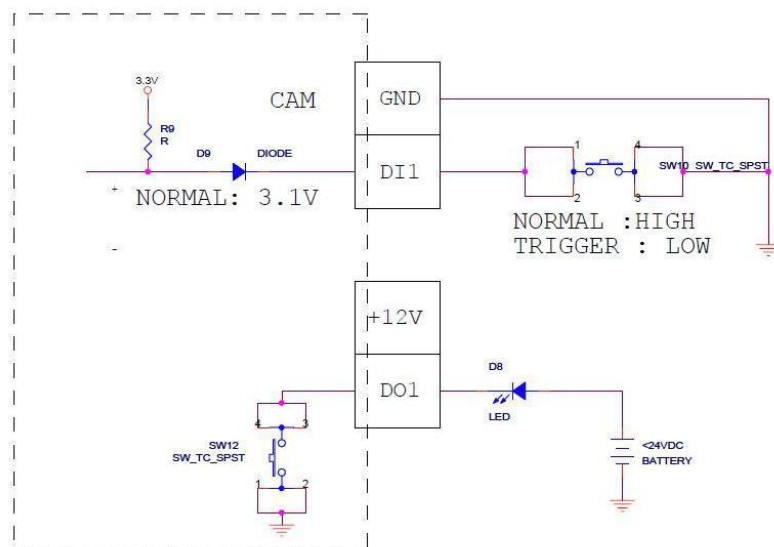 3.3V
R9
R
CAM
GND
D9
DIODE
DI1
1
4
SW10 SW_TC_SPST
2
3
+
NORMAL: 3.1V
-
NORMAL :HIGH
TRIGGER : LOW
+12V
D8
DO1
LED
4
3
SW12
SW_TC_SPST
1
2
<24VDC
BATTERY